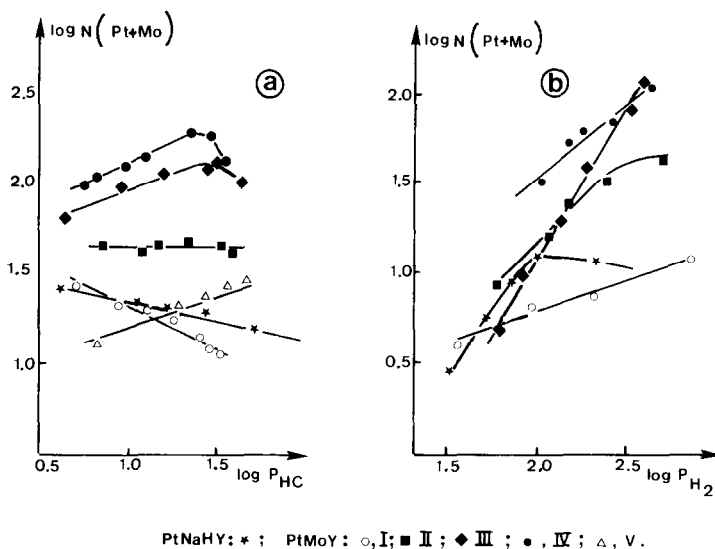 log N(Pt+Mo)
a
2,5
2.0
1.5
1.0
0.5
1.0
1.5
log P HC
log N(Pt+Mo)
b
2.0
1.5
1.0
0.5
1.5
2.0
2.5
log P H2
PtNaHY: ★ ; PtMoY: ○, I; ■ II; ◆ III; ●, IV; △, V.